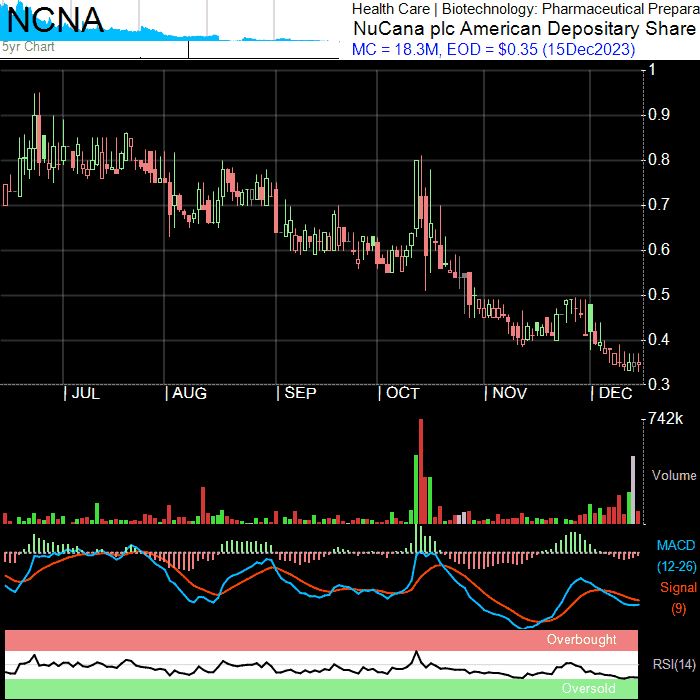 NCNA
5yr Chart
Health Care | Biotechnology: Pharmaceutical Prepara
NuCana plc American Depositary Share
MC = 18.3M, EOD = $0.35 (15Dec2023)
1
0.9
0.8
0.7
0.6
0.5
0.4
0.3
| JUL | AUG | SEP | OCT | NOV | DEC
742k
Volume
MACD
(12-26)
Signal
(9)
Overbought
RSI(14)
Oversold